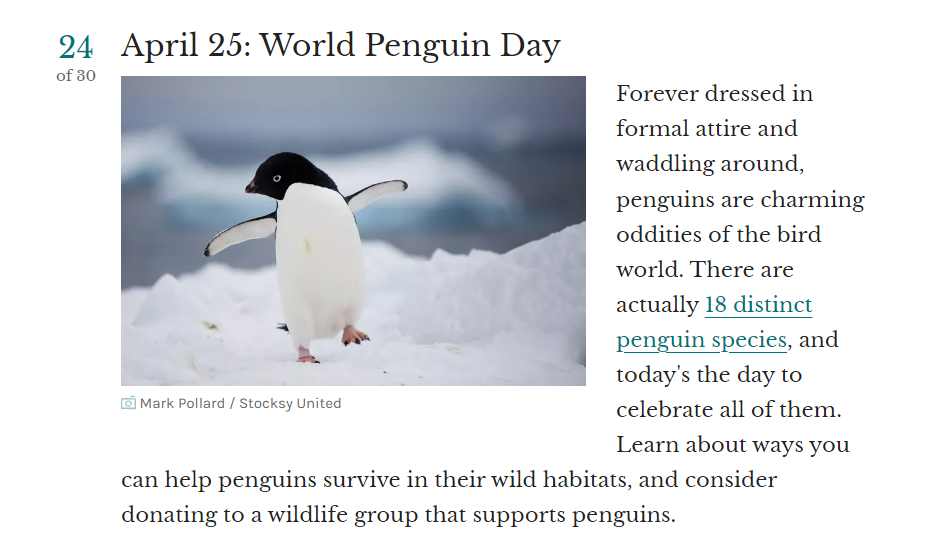 24
of 30
April 25: World Penguin Day
Forever dressed in
formal attire and
waddling around,
penguins are charming
oddities of the bird
world. There are
actually 18 distinct
penguin species, and
today's the day to
celebrate all of them.
Learn about ways you
can help penguins survive in their wild habitats, and consider
donating to a wildlife group that supports penguins.
Mark Pollard / Stocksy United